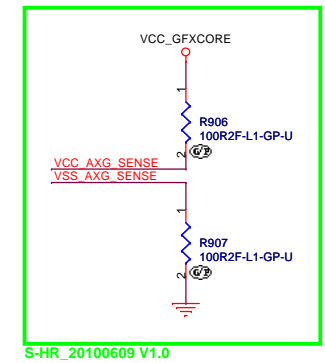 VCC_GFXCORE
1
R906
100R2F-L1-GP-U
2 G/P
VCC_AXG_SENSE
VSS_AXG_SENSE
1
R907
100R2F-L1-GP-U
2 G/P
S-HR_20100609 V1.0